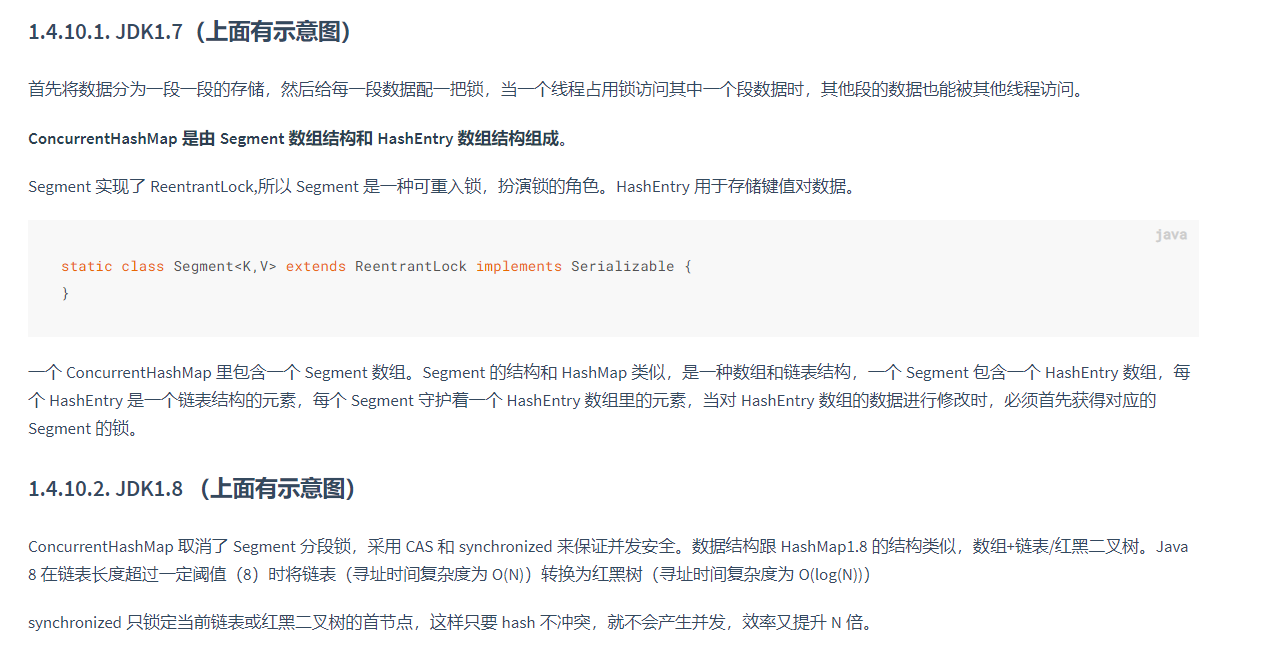 1.4.10.1. JDK1.7（上面有示意图）
首先将数据分为一段一段的存储，然后给每一段数据配一把锁，当一个线程占用锁访问其中一个段数据时，其他段的数据也能被其他线程访问。
ConcurrentHashMap 是由 Segment 数组结构和 HashEntry 数组结构组成。
Segment 实现了 ReentrantLock,所以 Segment 是一种可重入锁，扮演锁的角色。HashEntry 用于存储键值对数据。
java
static class Segment<K,V> extends ReentrantLock implements Serializable {
}
一个 ConcurrentHashMap 里包含一个 Segment 数组。Segment 的结构和 HashMap 类似，是一种数组和链表结构，一个 Segment 包含一个 HashEntry 数组，每
个 HashEntry 是一个链表结构的元素，每个 Segment 守护着一个 HashEntry 数组里的元素，当对 HashEntry 数组的数据进行修改时，必须首先获得对应的
Segment 的锁。
1.4.10.2. JDK1.8 （上面有示意图）
ConcurrentHashMap 取消了 Segment 分段锁，采用 CAS 和 synchronized 来保证并发安全。数据结构跟 HashMap1.8 的结构类似，数组+链表/红黑二叉树。Java
8 在链表长度超过一定阈值（8）时将链表（寻址时间复杂度为 O(N)）转换为红黑树（寻址时间复杂度为 O(log(N))）
synchronized 只锁定当前链表或红黑二叉树的首节点，这样只要 hash 不冲突，就不会产生并发，效率又提升 N 倍。